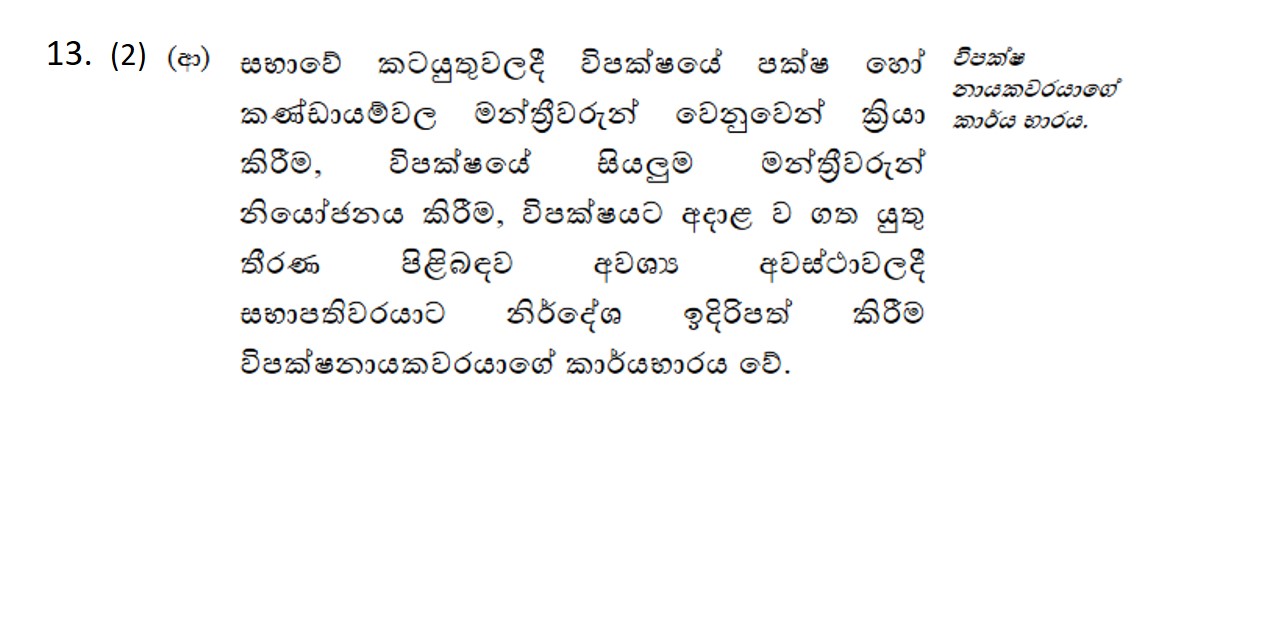 13. (2) (ආ) සභාවේ කටයුතුවලදී විපක්ෂයේ පක්ෂ හෝ
කණ්ඩායම්වල මන්ත්‍රීවරුන් වෙනුවෙන් ක්‍රියා
කිරීම, විපක්ෂයේ සියලුම මන්ත්‍රීවරුන්
නියෝජනය කිරීම, විපක්ෂයට අදාළ ව ගත යුතු
තීරණ පිළිබඳව අවශ්‍ය අවස්ථාවලදී
සභාපතිවරයාට නිර්දේශ ඉදිරිපත් කිරීම
විපක්ෂනායකවරයාගේ කාර්යභාරය වේ.
විපක්ෂ
නායකවරයාගේ
කාර්ය භාරය.